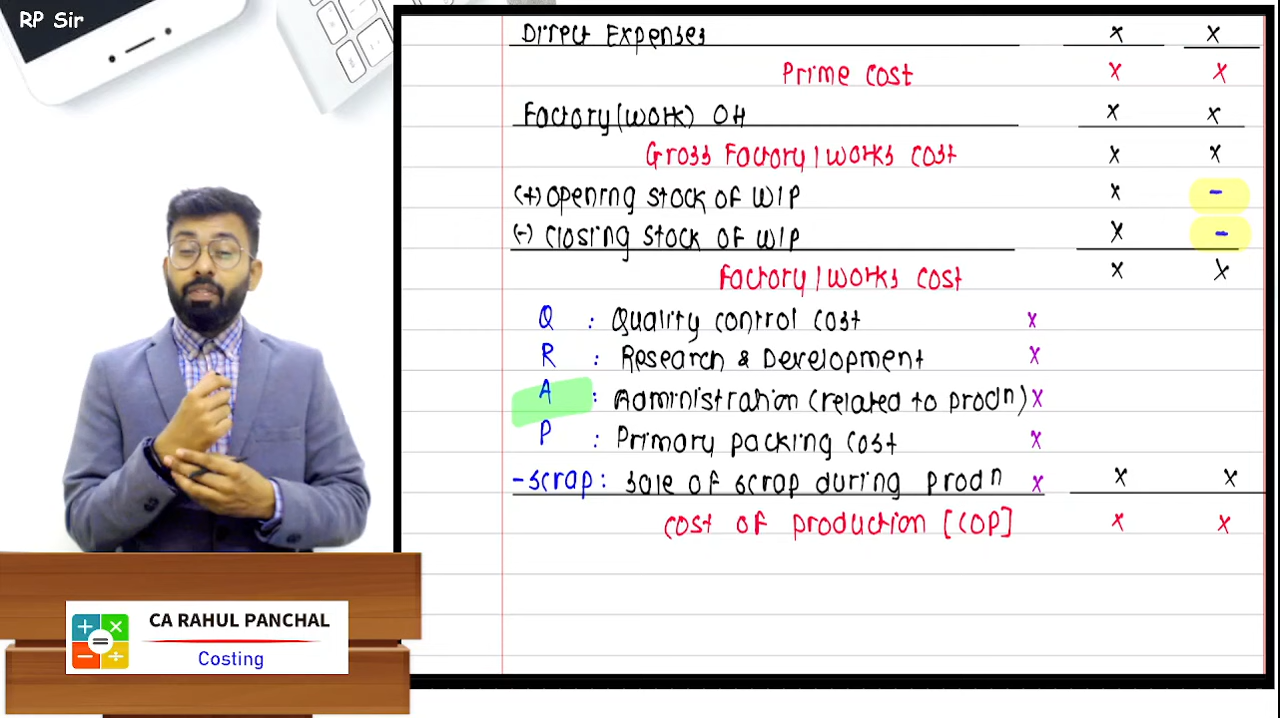 RP Sir
Direct Expenses x x
Prime cost x x
Factory (work) OH x x
Gross Factory / works cost x x
(+) opening stock of WIP x -
(-) closing stock of WIP x -
Factory / works cost x x
Q : Quality control cost x
R : Research & Development x
A : Administration (related to prodn) x
P : Primary packing cost x
-scrap: sale of scrap during prodn x x x
cost of production [COP] x x
CA RAHUL PANCHAL
Costing